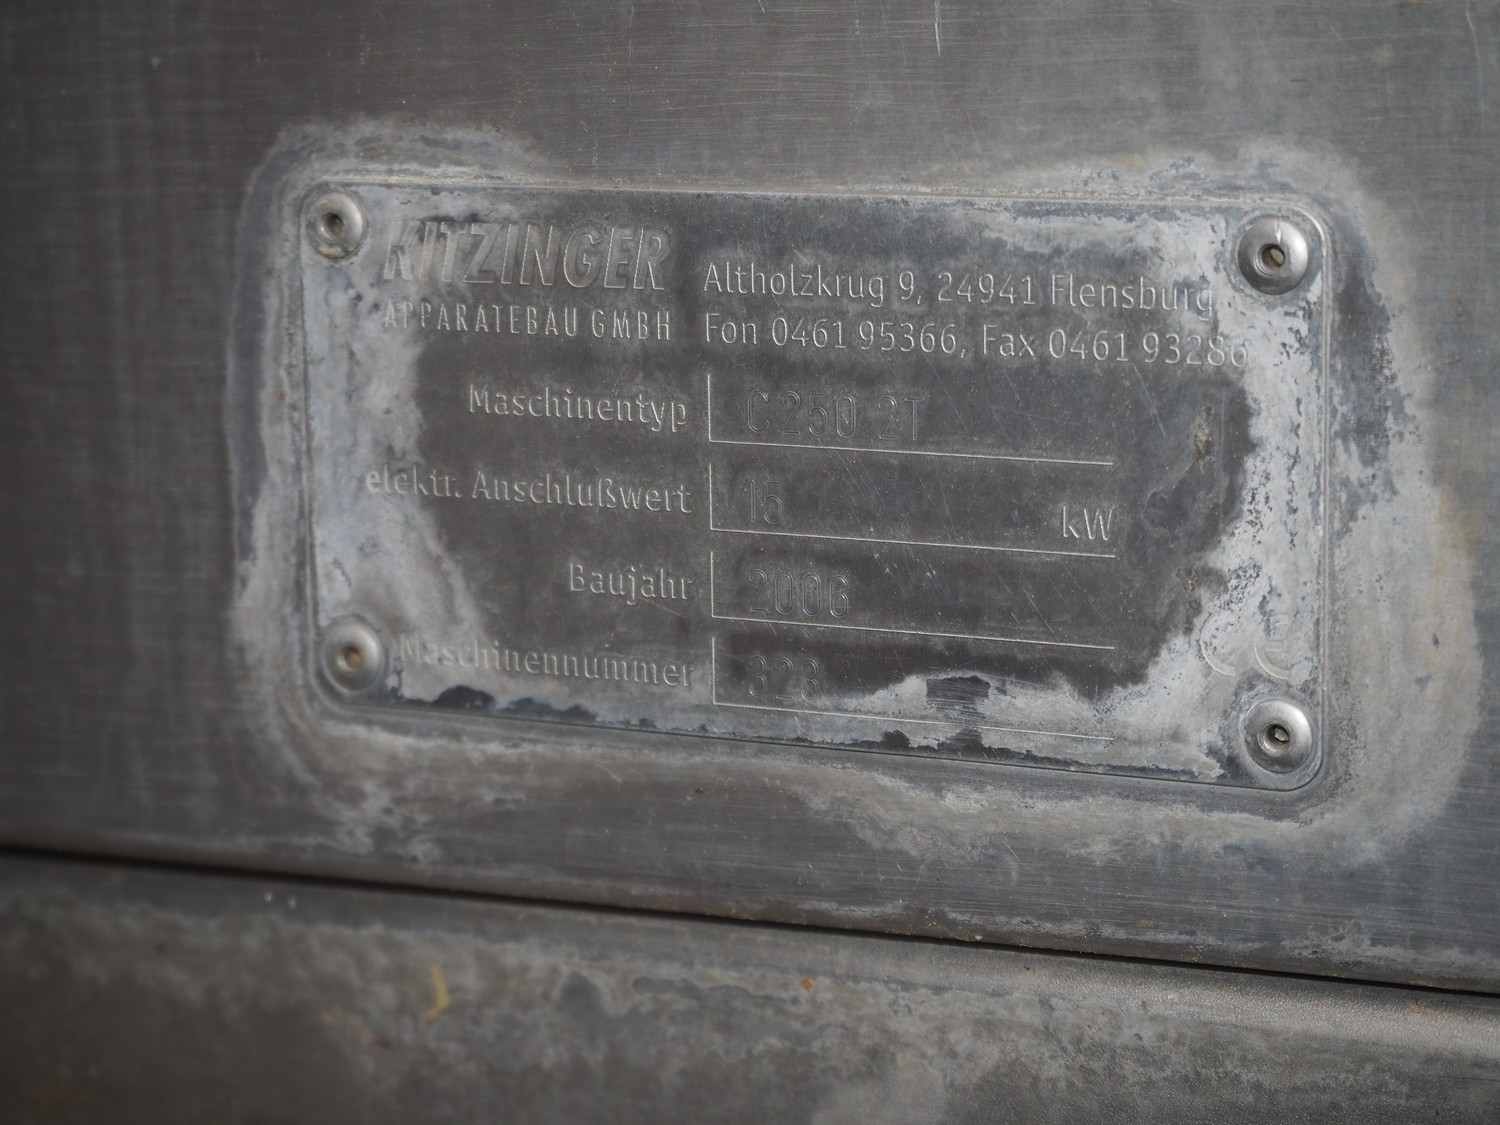 KITZINGER
APPARATEBAU GMBH
Altholzkrug 9, 24941 Flensburg
Fon 0461 95366, Fax 0461 93286
Maschinentyp C 250 2T
elektr. Anschlußwert 15 kW
Baujahr 2006
Maschinennummer 323
CE